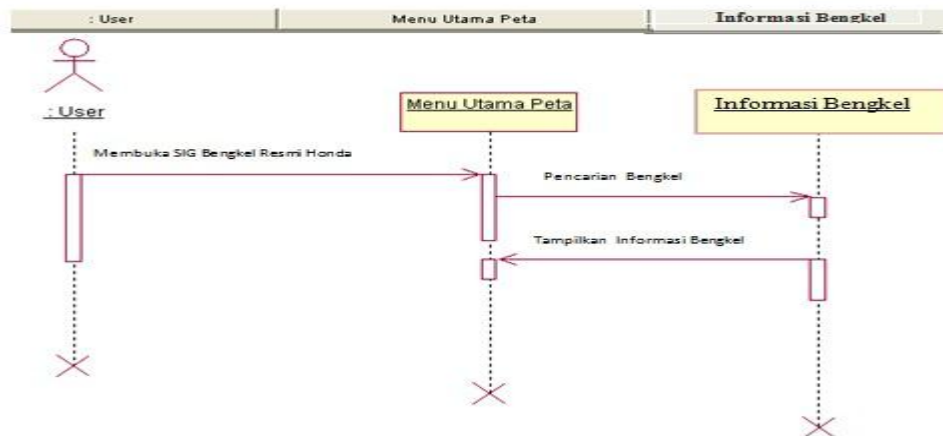 : User
Menu Utama Peta
Informasi Bengkel
: User
Menu Utama Peta
Informasi Bengkel
Membuka SIG Bengkel Resmi Honda
Pencarian Bengkel
Tampilkan Informasi Bengkel